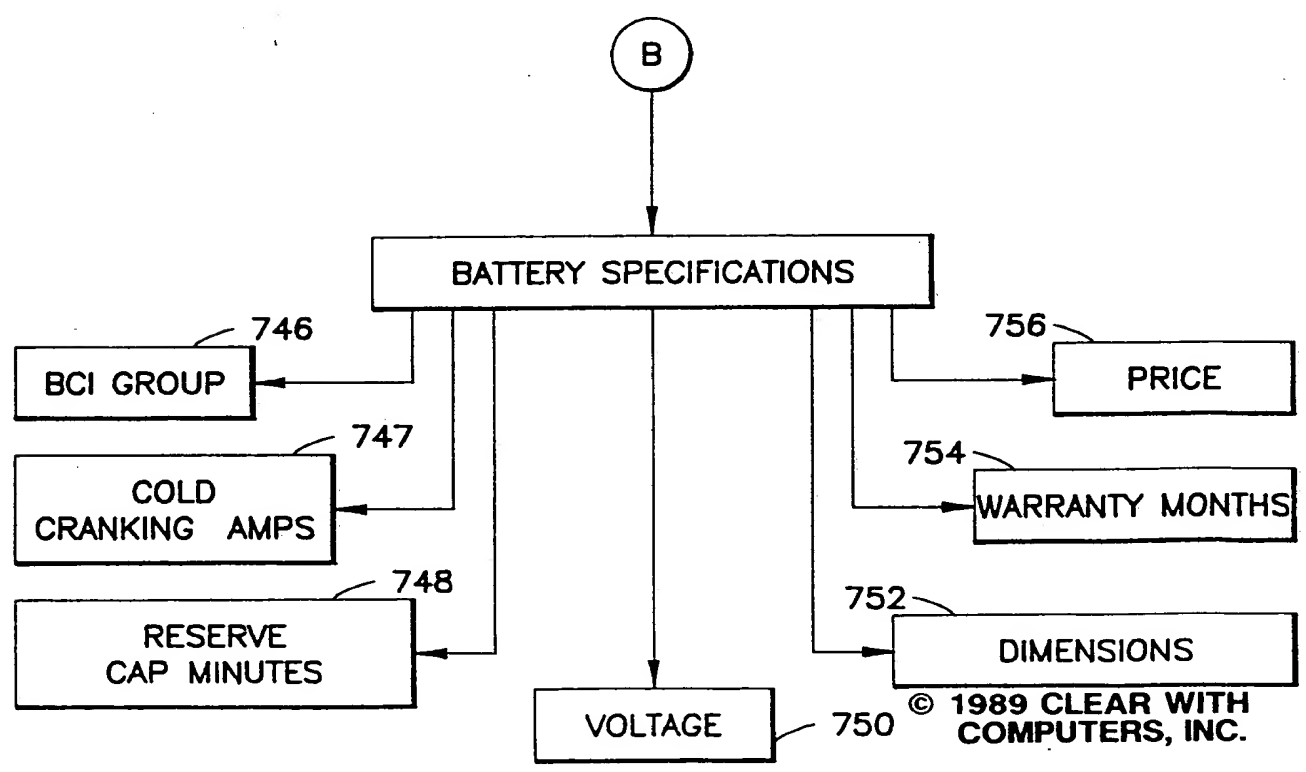 B
BATTERY SPECIFICATIONS
746
BCI GROUP
756
PRICE
747
COLD
CRANKING AMPS
754
WARRANTY MONTHS
748
RESERVE
CAP MINUTES
752
DIMENSIONS
VOLTAGE
750
© 1989 CLEAR WITH
COMPUTERS, INC.